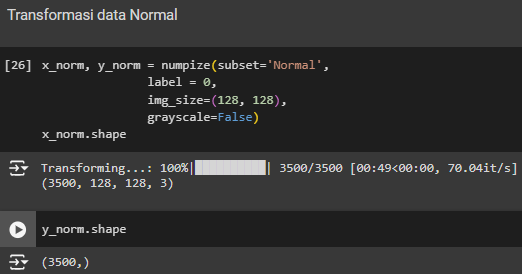 Transformasi data Normal
[26] x_norm, y_norm = numpize(subset='Normal',
label = 0,
img_size=(128, 128),
grayscale=False)
x_norm.shape
Transforming...: 100%|██████████| 3500/3500 [00:49<00:00, 70.04it/s]
(3500, 128, 128, 3)
y_norm.shape
(3500,)